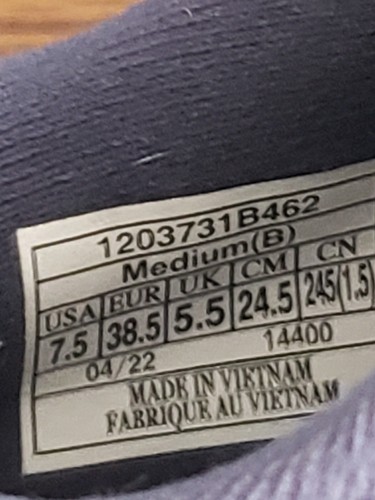 1203731B462
Medium(B)
USA EUR UK CM CN
7.5 38.5 5.5 24.5 245(1.5)
04/22 14400
MADE IN VIETNAM
FABRIQUE AU VIETNAM